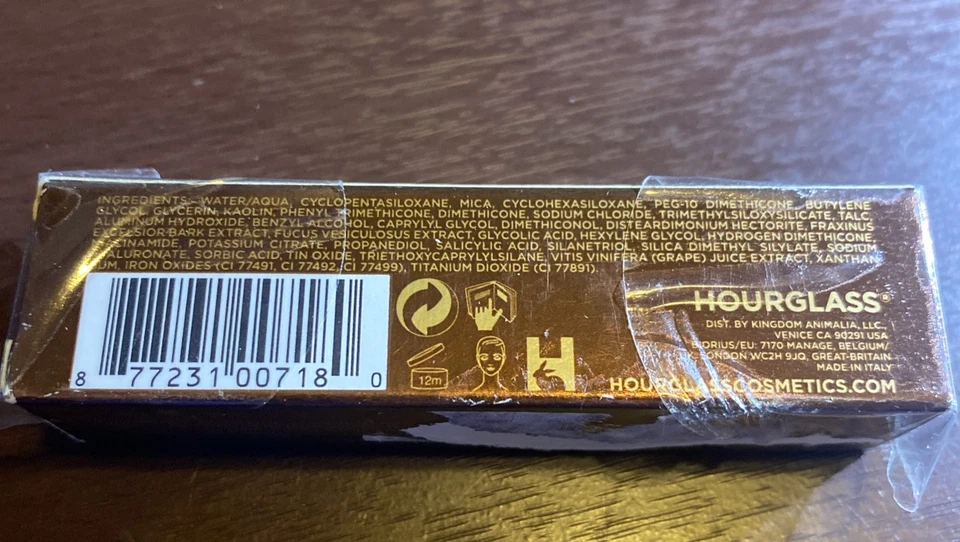 INGREDIENTS: WATER/AQUA, CYCLOPENTASILOXANE, MICA, CYCLOHEXASILOXANE, PEG-10 DIMETHICONE, BUTYLENE
GLYCOL, GLYCERIN, KAOLIN, PHENYL TRIMETHICONE, DIMETHICONE, SODIUM CHLORIDE, TRIMETHYLSILOXYSILICATE, TALC,
ALUMINUM HYDROXIDE, BENZYL ALCOHOL, CAPRYLYL GLYCOL, DIMETHICONOL, DISTEARDIMONIUM HECTORITE, FRAXINUS
EXCELSIOR BARK EXTRACT, FUCUS VESICULOSUS EXTRACT, GLYCOLIC ACID, HEXYLENE GLYCOL, HYDROGEN DIMETHICONE,
NIACINAMIDE, POTASSIUM CITRATE, PROPANEDIOL, SALICYLIC ACID, SILANETRIOL, SILICA DIMETHYL SILYLATE, SODIUM
HYALURONATE, SORBIC ACID, TIN OXIDE, TRIETHOXYCAPRYLYLSILANE, VITIS VINIFERA (GRAPE) JUICE EXTRACT, XANTHAN
GUM, IRON OXIDES (CI 77491, CI 77492, CI 77499), TITANIUM DIOXIDE (CI 77891).
8 77231 00718 0
12m
H
HOURGLASS®
DIST. BY KINGDOM ANIMALIA, LLC.,
VENICE CA 90291 USA
7170 MANAGE, BELGIUM/
LONDON WC2H 9JQ, GREAT-BRITAIN
MADE IN ITALY
HOURGLASSCOSMETICS.COM